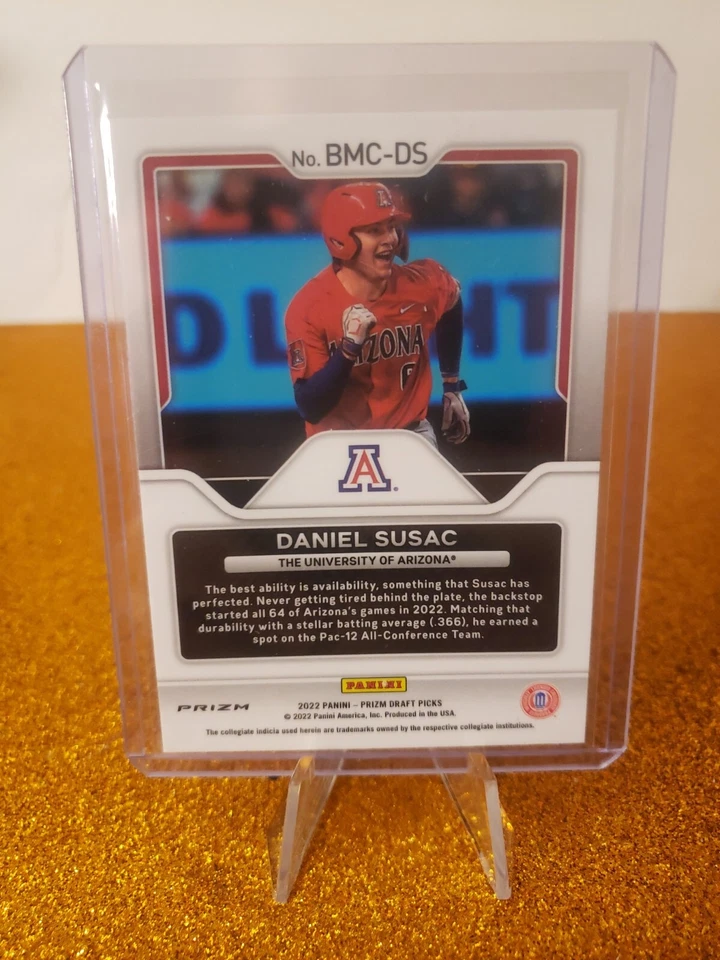 No. BMC-DS
A
D L HT
ARIZONA
6
A
DANIEL SUSAC
THE UNIVERSITY OF ARIZONA®
The best ability is availability, something that Susac has
perfected. Never getting tired behind the plate, the backstop
started all 64 of Arizona's games in 2022. Matching that
durability with a stellar batting average (.366), he earned a
spot on the Pac-12 All-Conference Team.
PANINI
PRIZM
2022 PANINI – PRIZM DRAFT PICKS
© 2022 Panini America, Inc. Produced in the USA.
The collegiate indicia used herein are trademarks owned by the respective collegiate institutions.